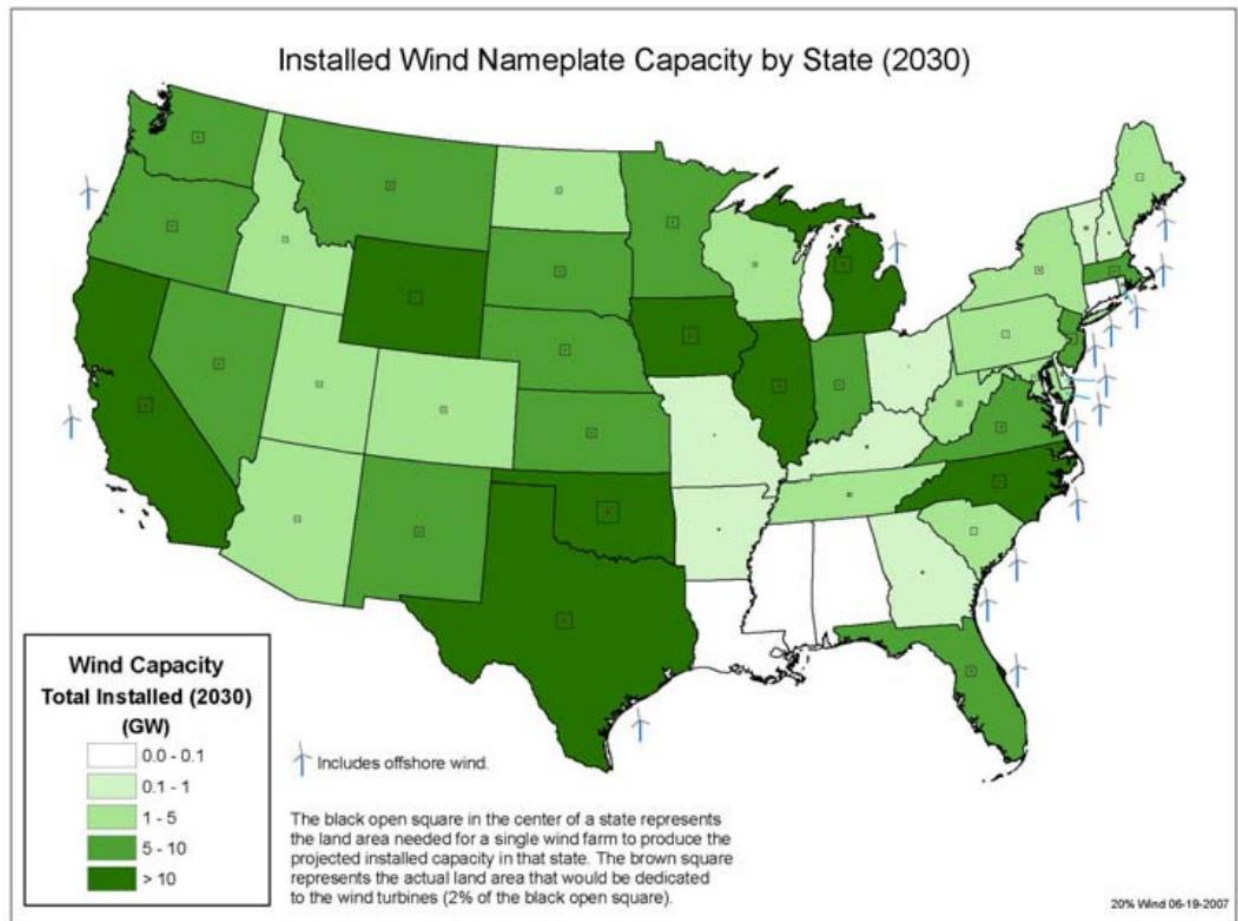 Installed Wind Nameplate Capacity by State (2030)
Wind Capacity
Total Installed (2030)
(GW)
0.0 - 0.1
0.1 - 1
1 - 5
5 - 10
> 10
Includes offshore wind.
The black open square in the center of a state represents
the land area needed for a single wind farm to produce the
projected installed capacity in that state. The brown square
represents the actual land area that would be dedicated
to the wind turbines (2% of the black open square).
20% Wind 06-19-2007